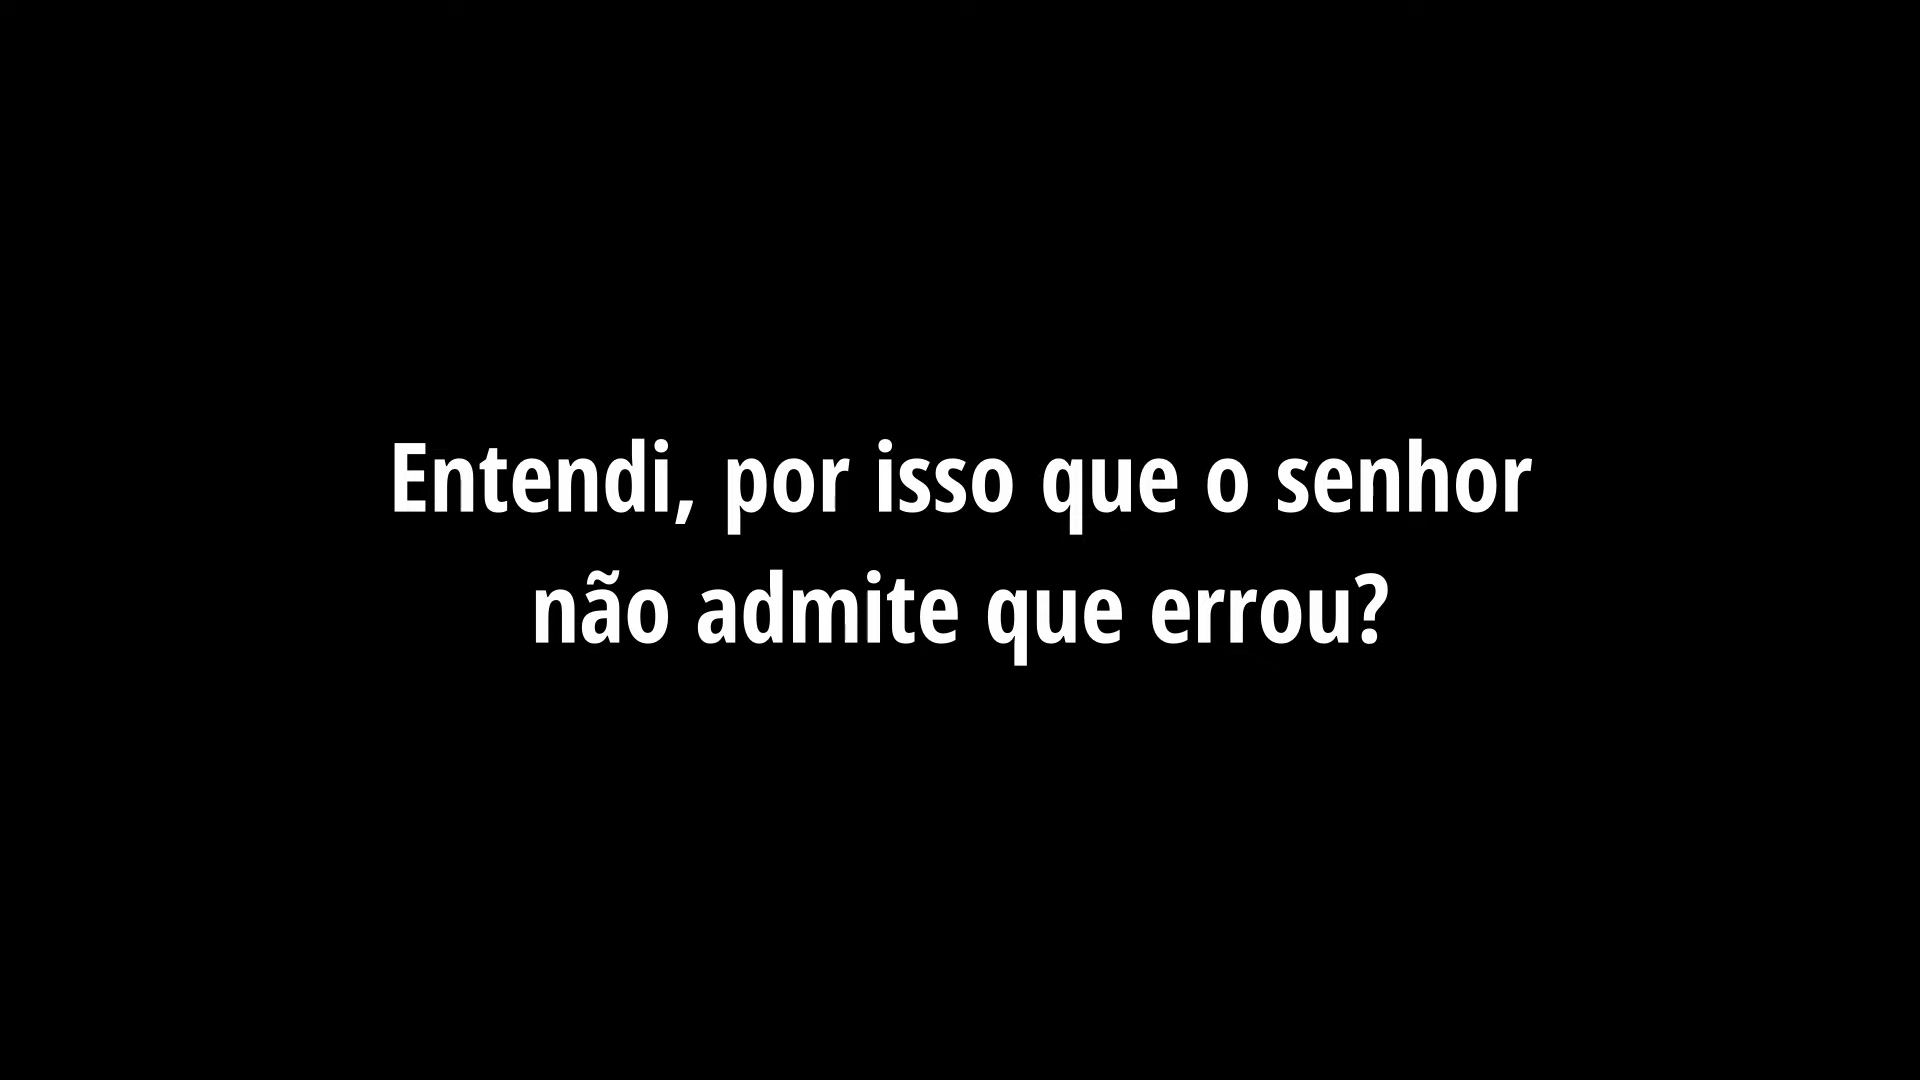 Entendi, por isso que o senhor
não admite que errou?